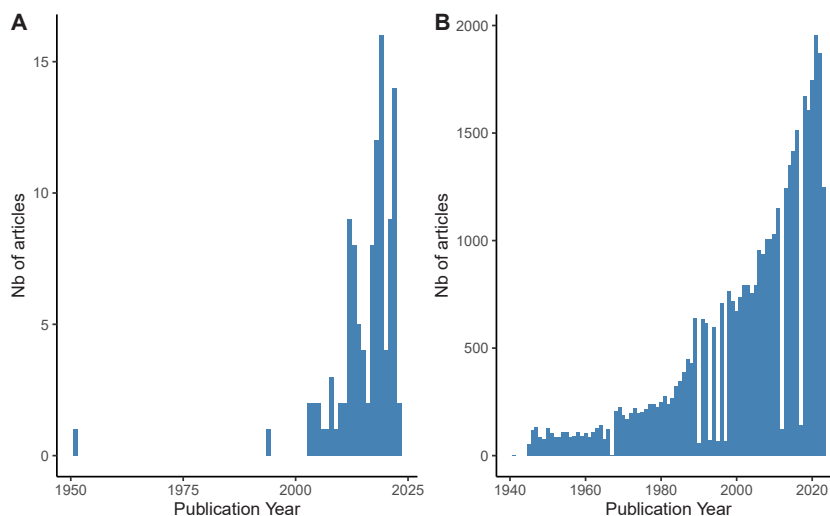 A
Nb of articles
15
10
5
0
1950 1975 2000 2025
Publication Year
B
Nb of articles
2000
1500
1000
500
0
1940 1960 1980 2000 2020
Publication Year